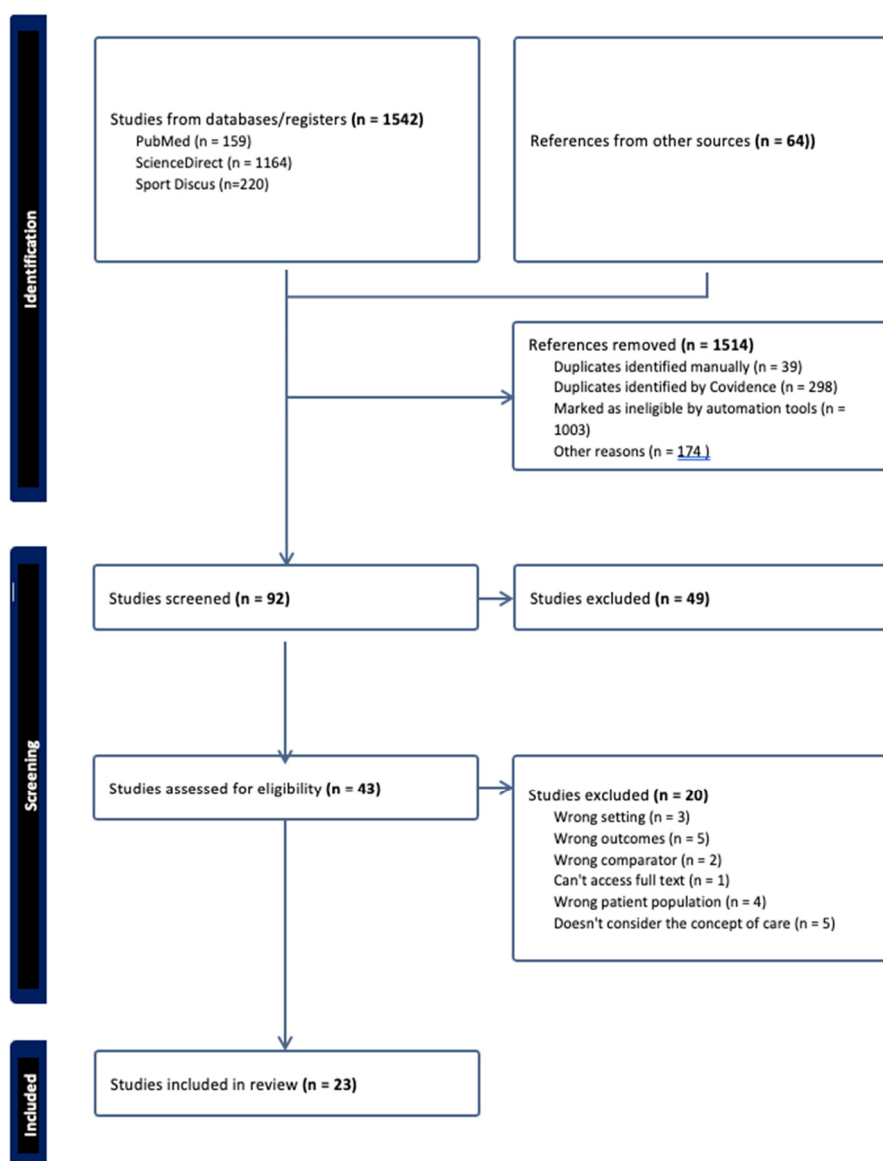 Identification
Studies from databases/registers (n = 1542)
PubMed (n = 159)
ScienceDirect (n = 1164)
Sport Discus (n=220)
References from other sources (n = 64))
References removed (n = 1514)
Duplicates identified manually (n = 39)
Duplicates identified by Covidence (n = 298)
Marked as ineligible by automation tools (n =
1003)
Other reasons (n = 174 )
Screening
Studies screened (n = 92)
Studies excluded (n = 49)
Studies assessed for eligibility (n = 43)
Studies excluded (n = 20)
Wrong setting (n = 3)
Wrong outcomes (n = 5)
Wrong comparator (n = 2)
Can't access full text (n = 1)
Wrong patient population (n = 4)
Doesn't consider the concept of care (n = 5)
Included
Studies included in review (n = 23)